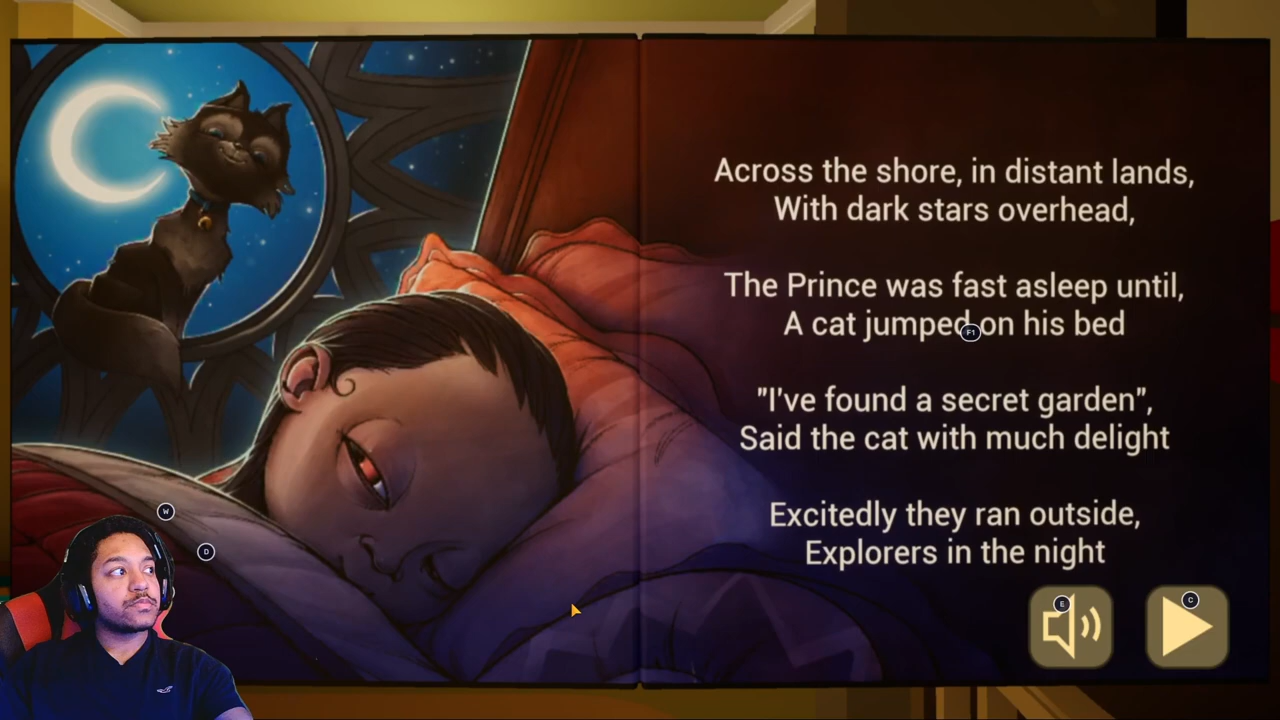 Across the shore, in distant lands,
With dark stars overhead,
The Prince was fast asleep until,
A cat jumped on his bed
"I've found a secret garden",
Said the cat with much delight
Excitedly they ran outside,
Explorers in the night
F1
W
D
E
C